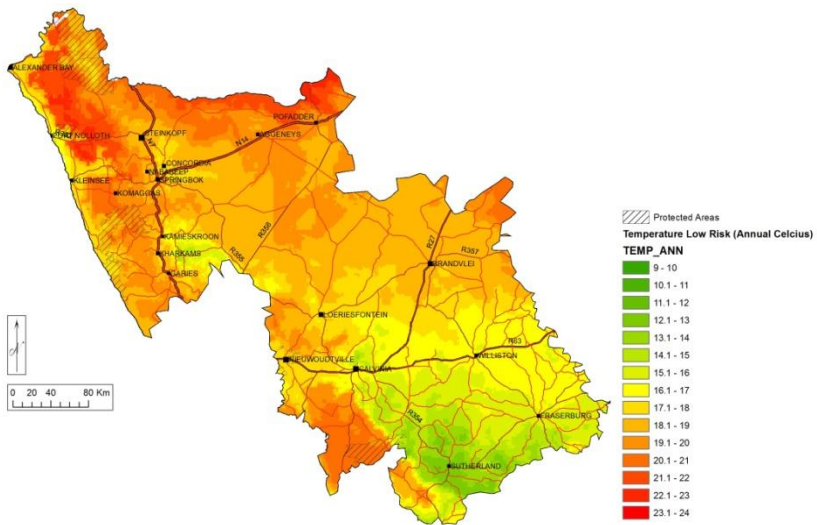 ALEXANDER BAY
POFADDER
PORT NOLLOTH
STEINKOPF
N7
N14
AGGENEYS
CONCORDIA
NABABEEP
SPRINGBOK
KLEINSEE
KOMAGGAS
R358
KAMIESKROON
R355
R27
R357
KHARKAMS
BRANDVLEI
GARIES
LOERIESFONTEIN
R63
NIEUWOUDTVILLE
WILLISTON
CALVINIA
R354
FRASERBURG
SUTHERLAND
N
0 20 40 80 Km
Protected Areas
Temperature Low Risk (Annual Celcius)
TEMP_ANN
9 - 10
10.1 - 11
11.1 - 12
12.1 - 13
13.1 - 14
14.1 - 15
15.1 - 16
16.1 - 17
17.1 - 18
18.1 - 19
19.1 - 20
20.1 - 21
21.1 - 22
22.1 - 23
23.1 - 24